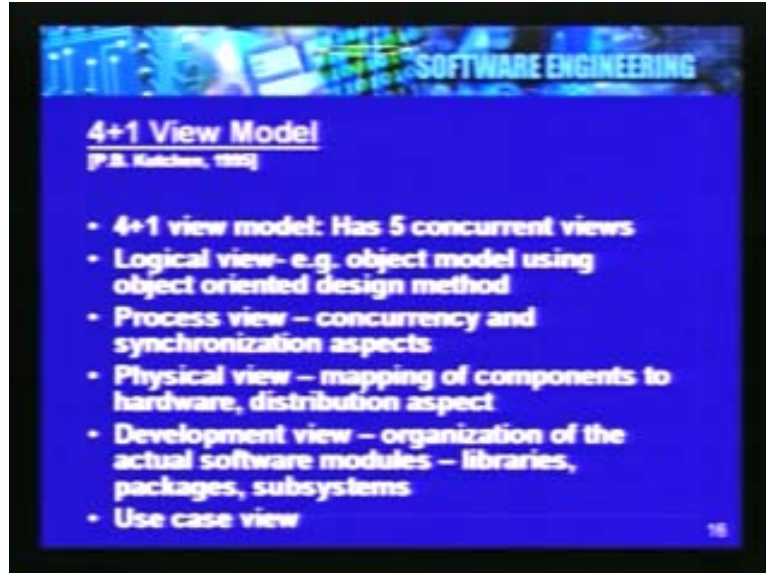 SOFTWARE ENGINEERING
4+1 View Model
[P.B. Kutchen, 1995]
• 4+1 view model: Has 5 concurrent views
• Logical view- e.g. object model using
object oriented design method
• Process view – concurrency and
synchronization aspects
• Physical view – mapping of components to
hardware, distribution aspect
• Development view – organization of the
actual software modules – libraries,
packages, subsystems
• Use case view
16